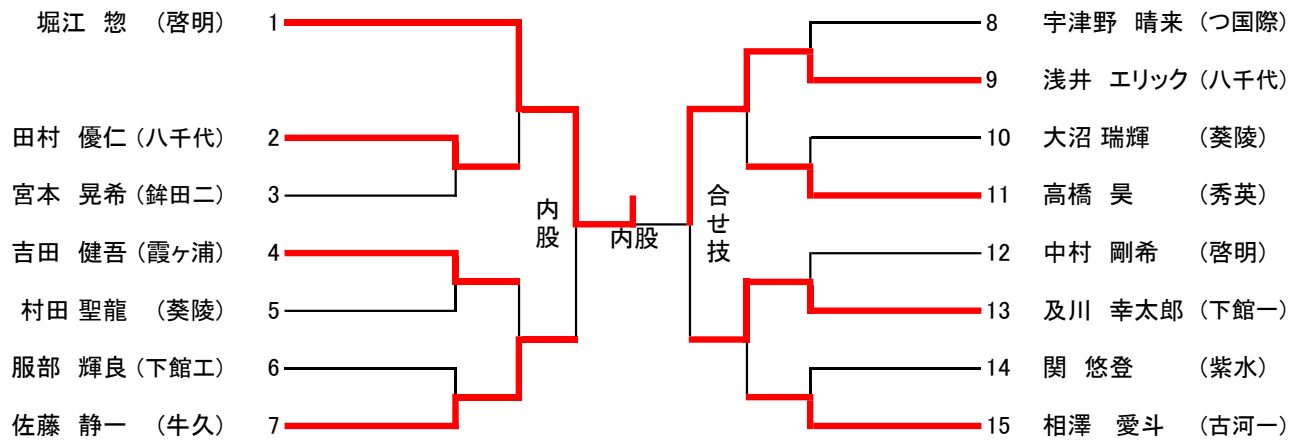 堀江 惣 (啓明) 1
田村 優仁 (八千代) 2
宮本 晃希 (鉾田二) 3
吉田 健吾 (霞ヶ浦) 4
村田 聖龍 (葵陵) 5
服部 輝良 (下館工) 6
佐藤 静一 (牛久) 7
内股
内股
合せ技
8 宇津野 晴来 (つ国際)
9 浅井 エリック (八千代)
10 大沼 瑞輝 (葵陵)
11 高橋 昊 (秀英)
12 中村 剛希 (啓明)
13 及川 幸太郎 (下館一)
14 関 悠登 (紫水)
15 相澤 愛斗 (古河一)